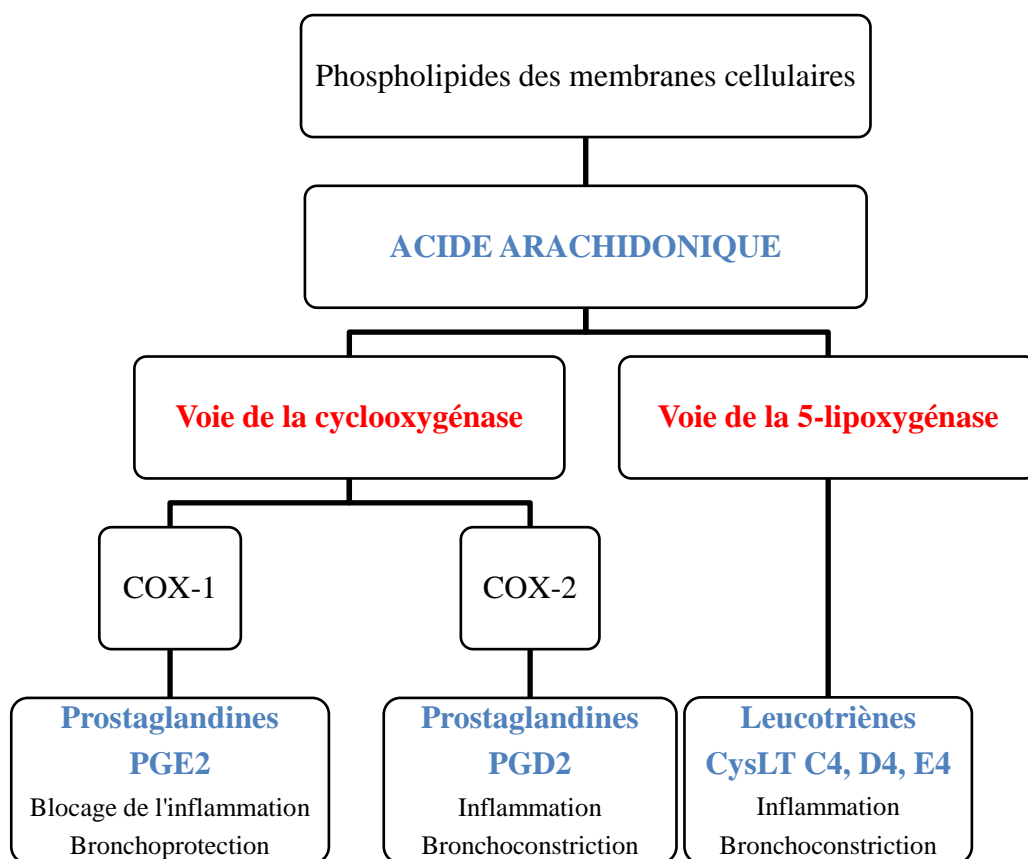 Phospholipides des membranes cellulaires
ACIDE ARACHIDONIQUE
Voie de la cyclooxygénase
Voie de la 5-lipoxygénase
COX-1
COX-2
Prostaglandines
PGE2
Blocage de l'inflammation
Bronchoprotection
Prostaglandines
PGD2
Inflammation
Bronchoconstriction
Leucotriènes
CysLT C4, D4, E4
Inflammation
Bronchoconstriction